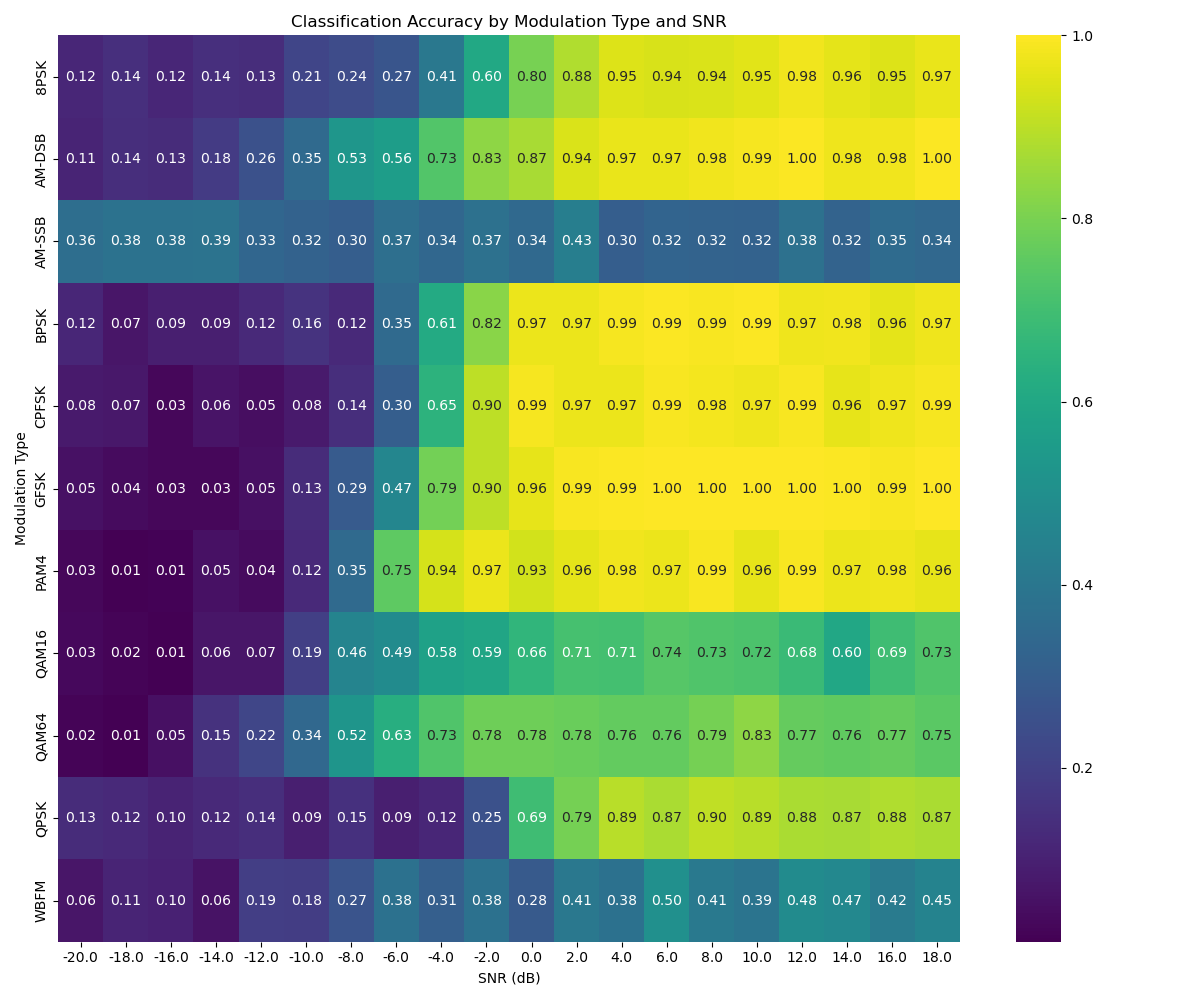 Classification Accuracy by Modulation Type and SNR
8PSK 0.12 0.14 0.12 0.14 0.13 0.21 0.24 0.27 0.41 0.60 0.80 0.88 0.95 0.94 0.94 0.95 0.98 0.96 0.95 0.97
AM-DSB 0.11 0.14 0.13 0.18 0.26 0.35 0.53 0.56 0.73 0.83 0.87 0.94 0.97 0.97 0.98 0.99 1.00 0.98 0.98 1.00
AM-SSB 0.36 0.38 0.38 0.39 0.33 0.32 0.30 0.37 0.34 0.37 0.34 0.43 0.30 0.32 0.32 0.32 0.38 0.32 0.35 0.34
BPSK 0.12 0.07 0.09 0.09 0.12 0.16 0.12 0.35 0.61 0.82 0.97 0.97 0.99 0.99 0.99 0.99 0.97 0.98 0.96 0.97
CPFSK 0.08 0.07 0.03 0.06 0.05 0.08 0.14 0.30 0.65 0.90 0.99 0.97 0.97 0.99 0.98 0.97 0.99 0.96 0.97 0.99
GFSK 0.05 0.04 0.03 0.03 0.05 0.13 0.29 0.47 0.79 0.90 0.96 0.99 0.99 1.00 1.00 1.00 1.00 1.00 0.99 1.00
PAM4 0.03 0.01 0.01 0.05 0.04 0.12 0.35 0.75 0.94 0.97 0.93 0.96 0.98 0.97 0.99 0.96 0.99 0.97 0.98 0.96
QAM16 0.03 0.02 0.01 0.06 0.07 0.19 0.46 0.49 0.58 0.59 0.66 0.71 0.71 0.74 0.73 0.72 0.68 0.60 0.69 0.73
QAM64 0.02 0.01 0.05 0.15 0.22 0.34 0.52 0.63 0.73 0.78 0.78 0.78 0.76 0.76 0.79 0.83 0.77 0.76 0.77 0.75
QPSK 0.13 0.12 0.10 0.12 0.14 0.09 0.15 0.09 0.12 0.25 0.69 0.79 0.89 0.87 0.90 0.89 0.88 0.87 0.88 0.87
WBFM 0.06 0.11 0.10 0.06 0.19 0.18 0.27 0.38 0.31 0.38 0.28 0.41 0.38 0.50 0.41 0.39 0.48 0.47 0.42 0.45
-20.0 -18.0 -16.0 -14.0 -12.0 -10.0 -8.0 -6.0 -4.0 -2.0 0.0 2.0 4.0 6.0 8.0 10.0 12.0 14.0 16.0 18.0
SNR (dB)
Modulation Type
1.0
0.8
0.6
0.4
0.2